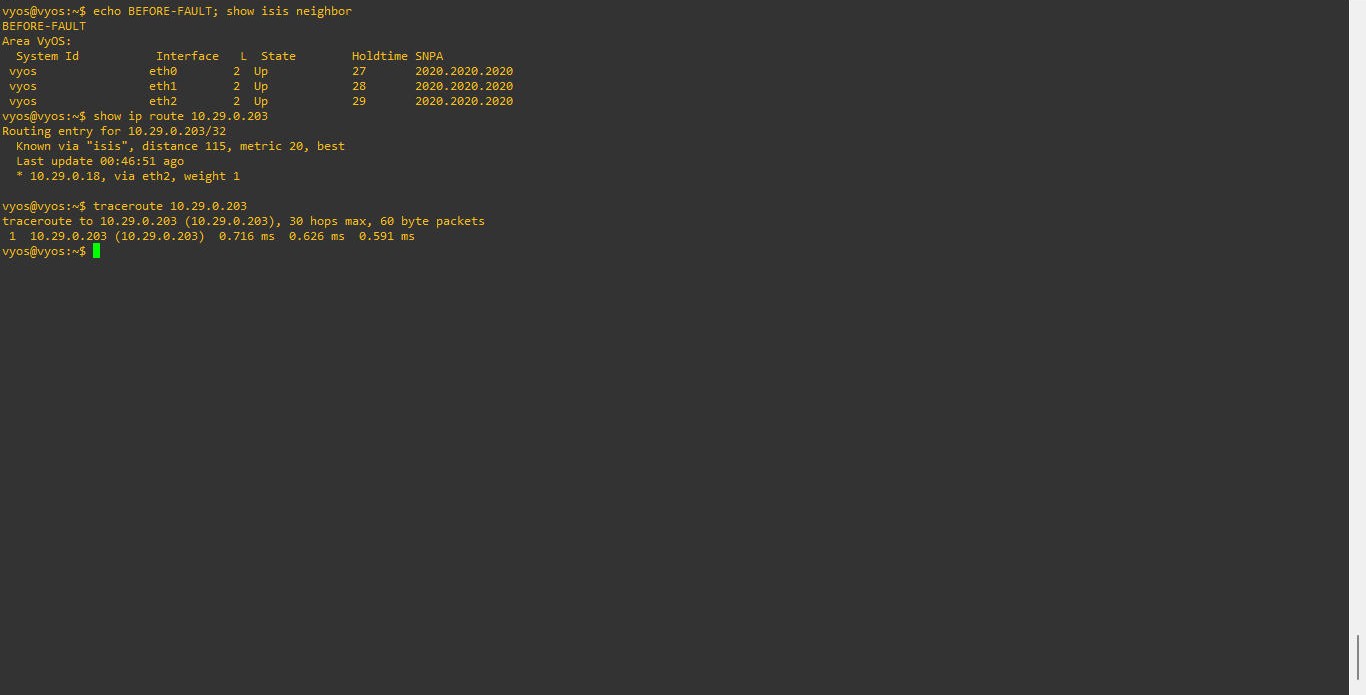 vyos@vyos:~$ echo BEFORE-FAULT; show isis neighbor
BEFORE-FAULT
Area VyOS:
  System Id           Interface   L  State        Holdtime SNPA
 vyos                eth0        2  Up            27       2020.2020.2020
 vyos                eth1        2  Up            28       2020.2020.2020
 vyos                eth2        2  Up            29       2020.2020.2020
vyos@vyos:~$ show ip route 10.29.0.203
Routing entry for 10.29.0.203/32
  Known via "isis", distance 115, metric 20, best
  Last update 00:46:51 ago
  * 10.29.0.18, via eth2, weight 1

vyos@vyos:~$ traceroute 10.29.0.203
traceroute to 10.29.0.203 (10.29.0.203), 30 hops max, 60 byte packets
 1  10.29.0.203 (10.29.0.203)  0.716 ms  0.626 ms  0.591 ms
vyos@vyos:~$